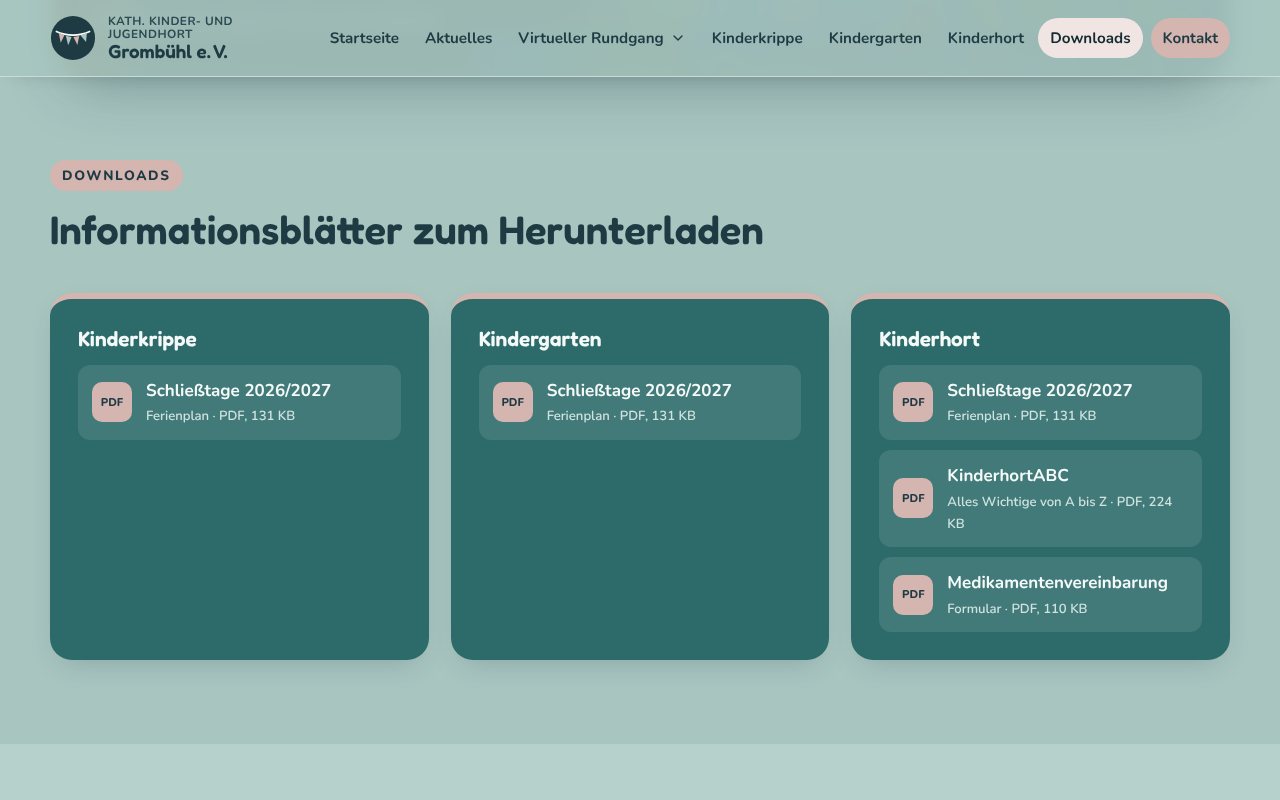 KATH. KINDER- UND
JUGENDHORT
Grombühl e. V.
Startseite
Aktuelles
Virtueller Rundgang
Kinderkrippe
Kindergarten
Kinderhort
Downloads
Kontakt
DOWNLOADS
Informationsblätter zum Herunterladen
Kinderkrippe
PDF
Schließtage 2026/2027
Ferienplan · PDF, 131 KB
Kindergarten
PDF
Schließtage 2026/2027
Ferienplan · PDF, 131 KB
Kinderhort
PDF
Schließtage 2026/2027
Ferienplan · PDF, 131 KB
PDF
KinderhortABC
Alles Wichtige von A bis Z · PDF, 224
KB
PDF
Medikamentenvereinbarung
Formular · PDF, 110 KB